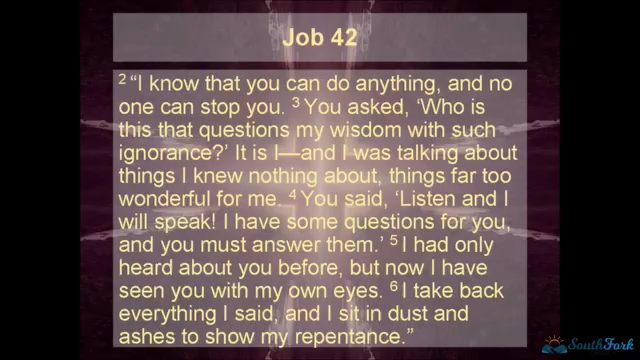 Job 42
2 “I know that you can do anything, and no
one can stop you. 3 You asked, ‘Who is
this that questions my wisdom with such
ignorance?’ It is I—and I was talking about
things I knew nothing about, things far too
wonderful for me. 4 You said, ‘Listen and I
will speak! I have some questions for you,
and you must answer them.’ 5 I had only
heard about you before, but now I have
seen you with my own eyes. 6 I take back
everything I said, and I sit in dust and
ashes to show my repentance.”
SouthFork